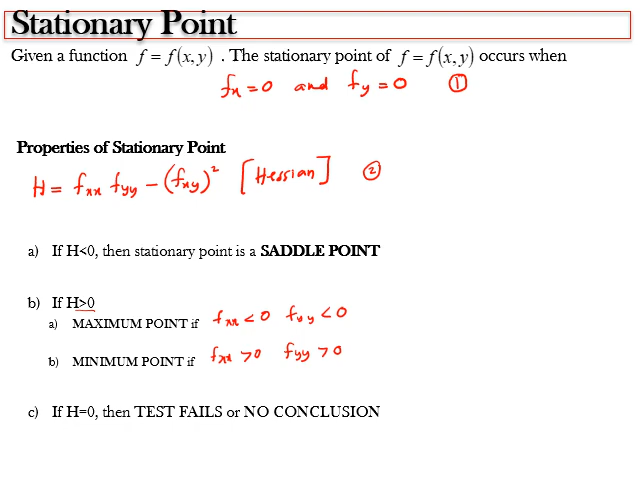 Stationary Point
Given a function f = f(x, y) . The stationary point of f = f(x, y) occurs when
fx = 0 and fy = 0 ①
Properties of Stationary Point
H = fxx fyy - (fxy)² [Hessian] ②
a) If H<0, then stationary point is a SADDLE POINT
b) If H>0
a) MAXIMUM POINT if fxx < 0 fyy < 0
b) MINIMUM POINT if fxx > 0 fyy > 0
c) If H=0, then TEST FAILS or NO CONCLUSION